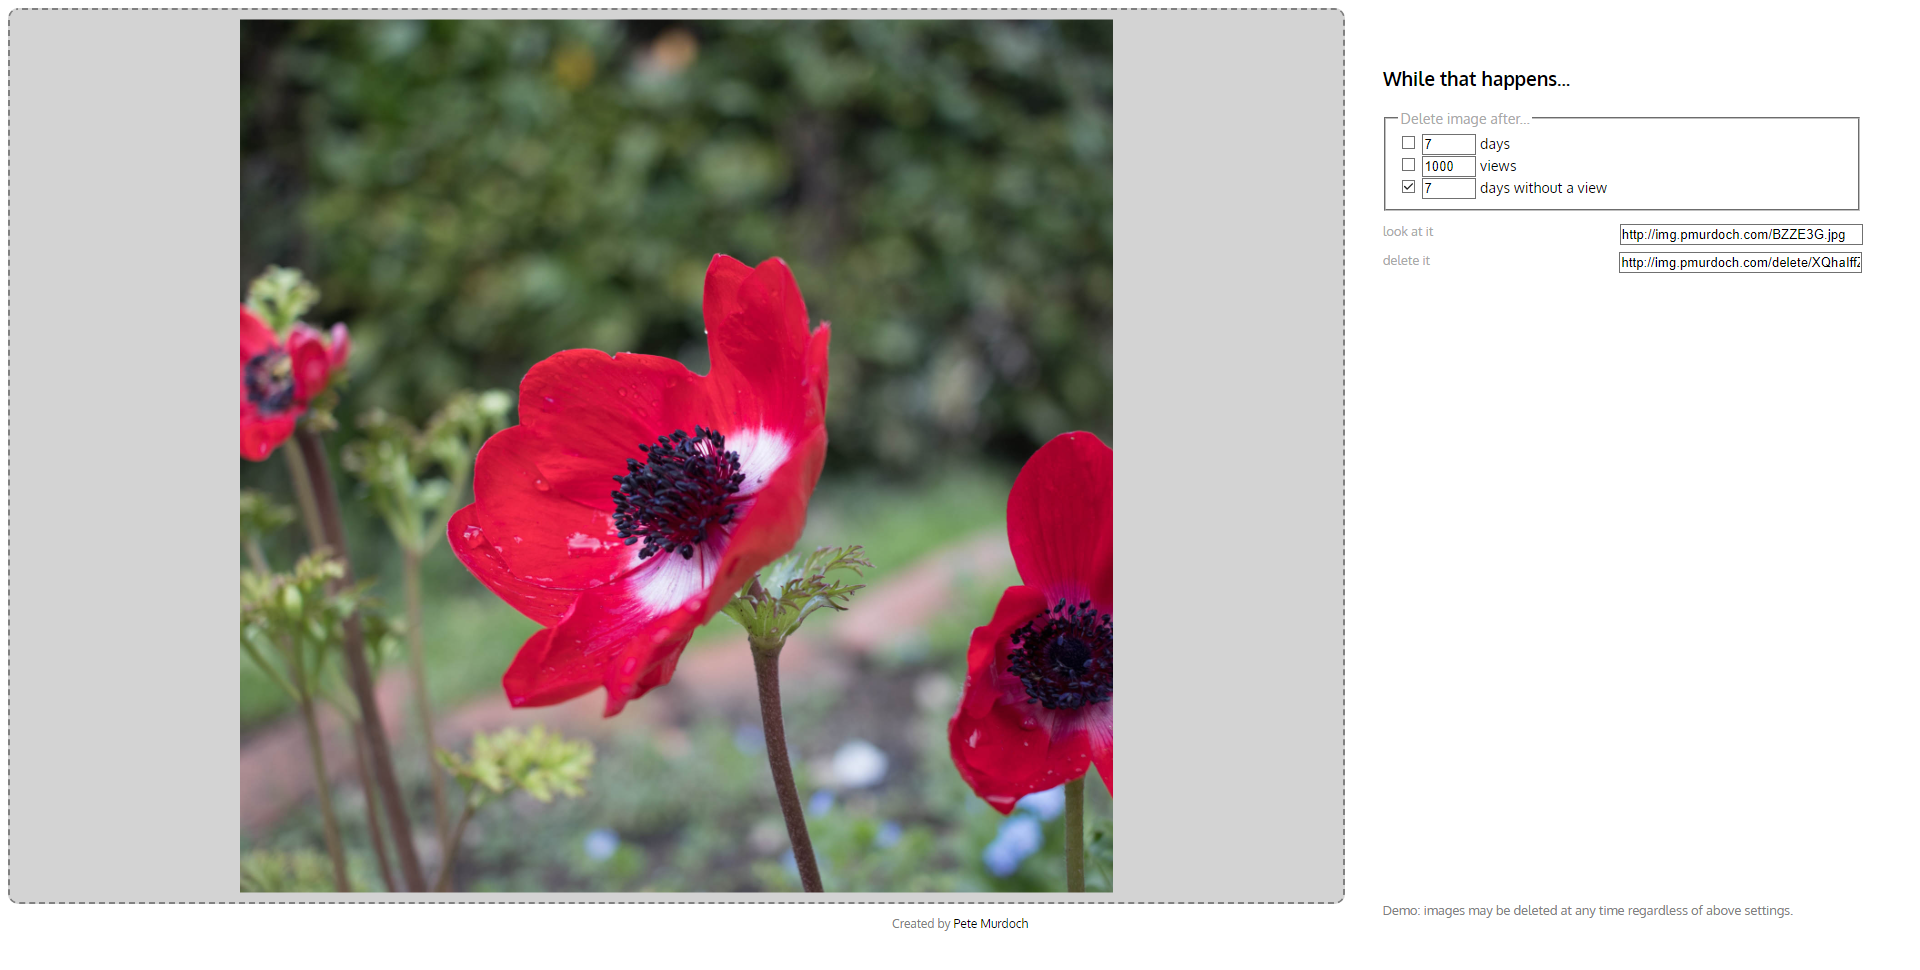 While that happens...
Delete image after...
7 days
1000 views
7 days without a view
look at it http://img.pmurdoch.com/BZZE3G.jpg
delete it http://img.pmurdoch.com/delete/XQhalff
Demo: images may be deleted at any time regardless of above settings.
Created by Pete Murdoch